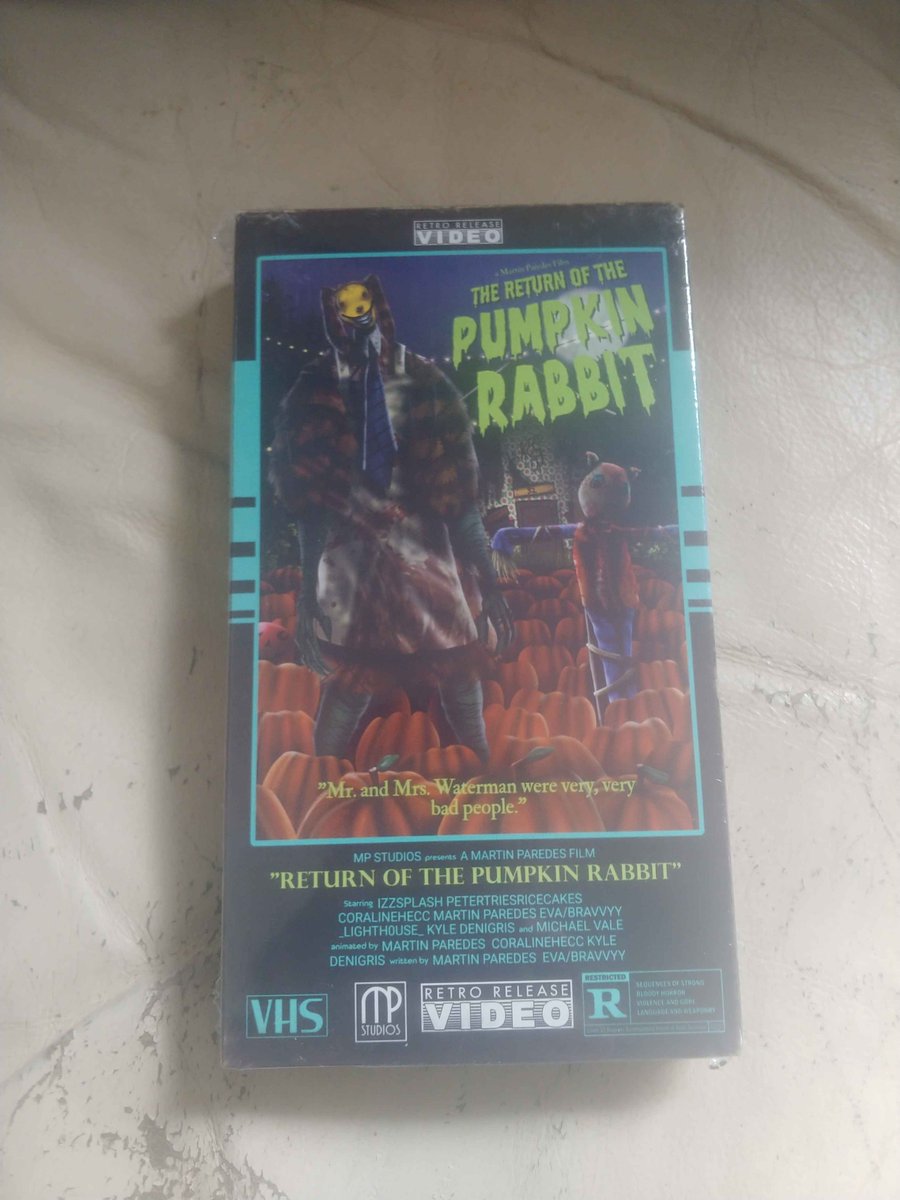 RETRO RELEASE
VIDEO
a Martin Paredes Film
THE RETURN OF THE
PUMPKIN
RABBIT
"Mr. and Mrs. Waterman were very, very
bad people."
MP STUDIOS presents A MARTIN PAREDES FILM
"RETURN OF THE PUMPKIN RABBIT"
Starring IZZSPLASH PETERTRIESRICECAKES
CORALINEHECC MARTIN PAREDES EVA/BRAVVYY
_LIGHTH0USE_ KYLE DENIGRIS and MICHAEL VALE
animated by MARTIN PAREDES CORALINEHECC KYLE
DENIGRIS written by MARTIN PAREDES EVA/BRAVVYY
VHS
MP
STUDIOS
RETRO RELEASE
VIDEO
RESTRICTED
R
SEQUENCES OF STRONG
BLOODY HORROR
VIOLENCE AND GORE
LANGUAGE AND WEAPONRY